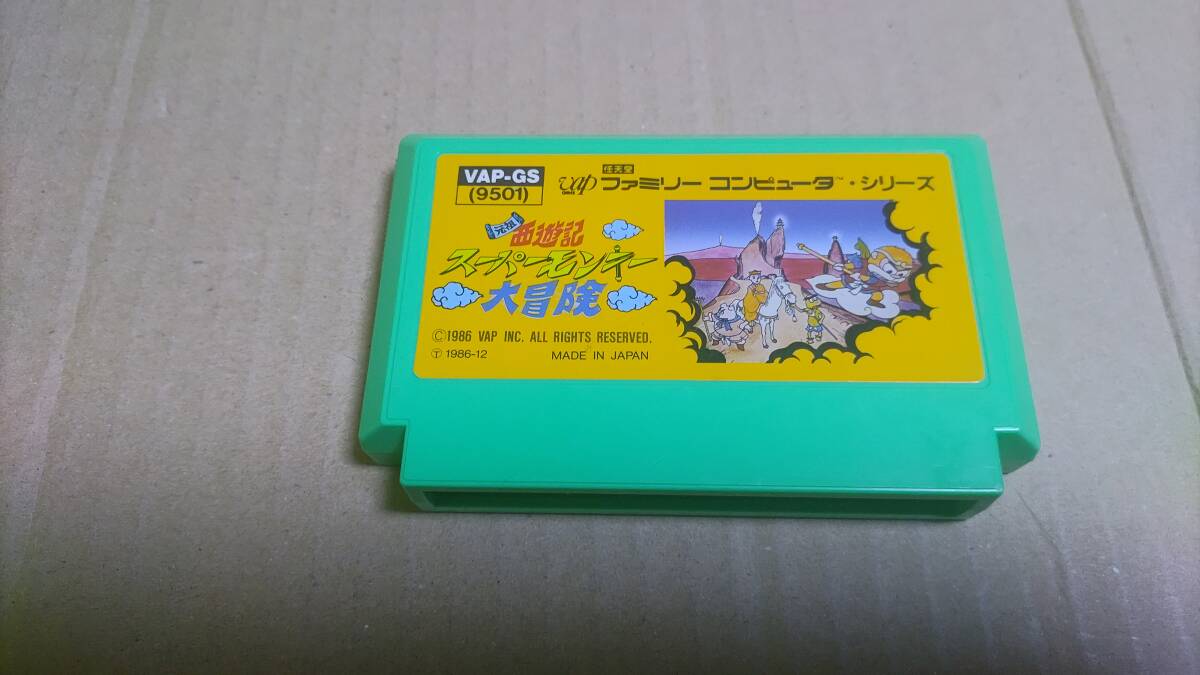 VAP-GS
(9501)
任天堂
vap ファミリー コンピュータ™・シリーズ
元祖
西遊記
スーパーモンキー
大冒険
©1986 VAP INC. ALL RIGHTS RESERVED.
Ⓣ 1986-12 MADE IN JAPAN